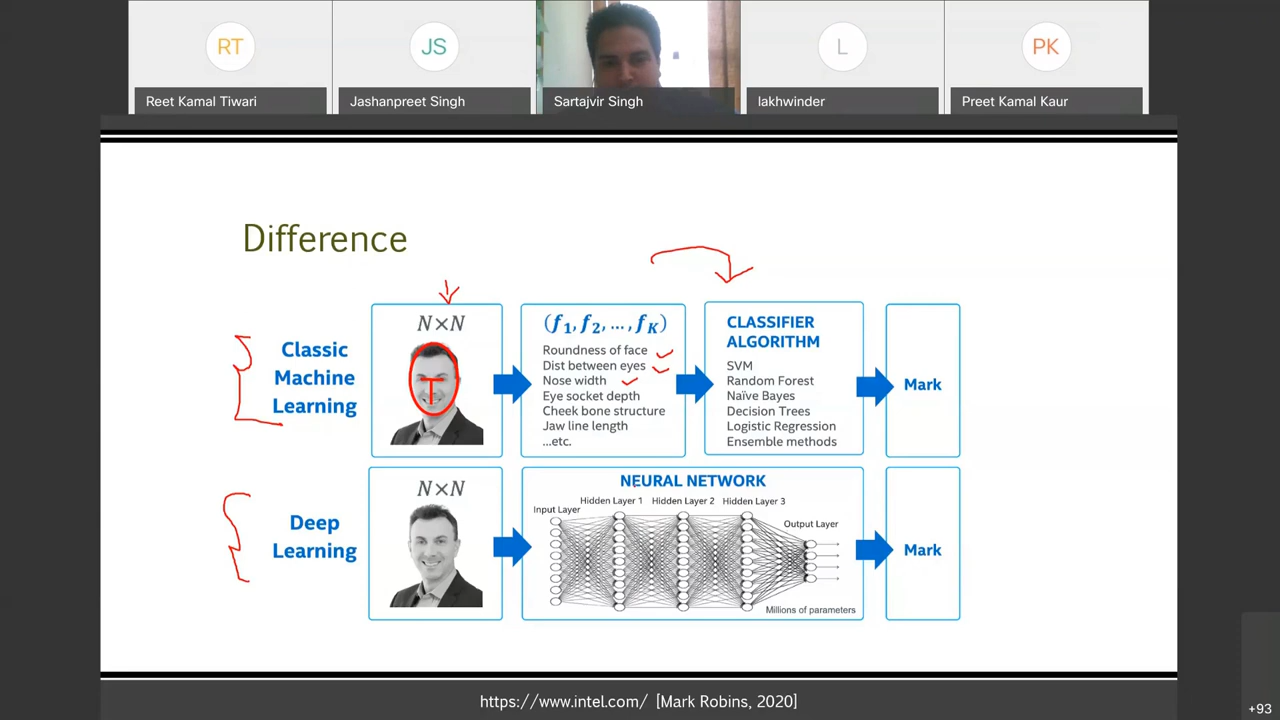 RT
JS
L
PK
Reet Kamal Tiwari
Jashanpreet Singh
Sartajvir Singh
lakhwinder
Preet Kamal Kaur
Difference
Classic
Machine
Learning
N×N
(f1, f2, ..., fK)
Roundness of face
Dist between eyes
Nose width
Eye socket depth
Cheek bone structure
Jaw line length
...etc.
CLASSIFIER
ALGORITHM
SVM
Random Forest
Naïve Bayes
Decision Trees
Logistic Regression
Ensemble methods
Mark
Deep
Learning
N×N
NEURAL NETWORK
Hidden Layer 1 Hidden Layer 2 Hidden Layer 3
Input Layer
Output Layer
Millions of parameters
Mark
https://www.intel.com/ [Mark Robins, 2020]
+93